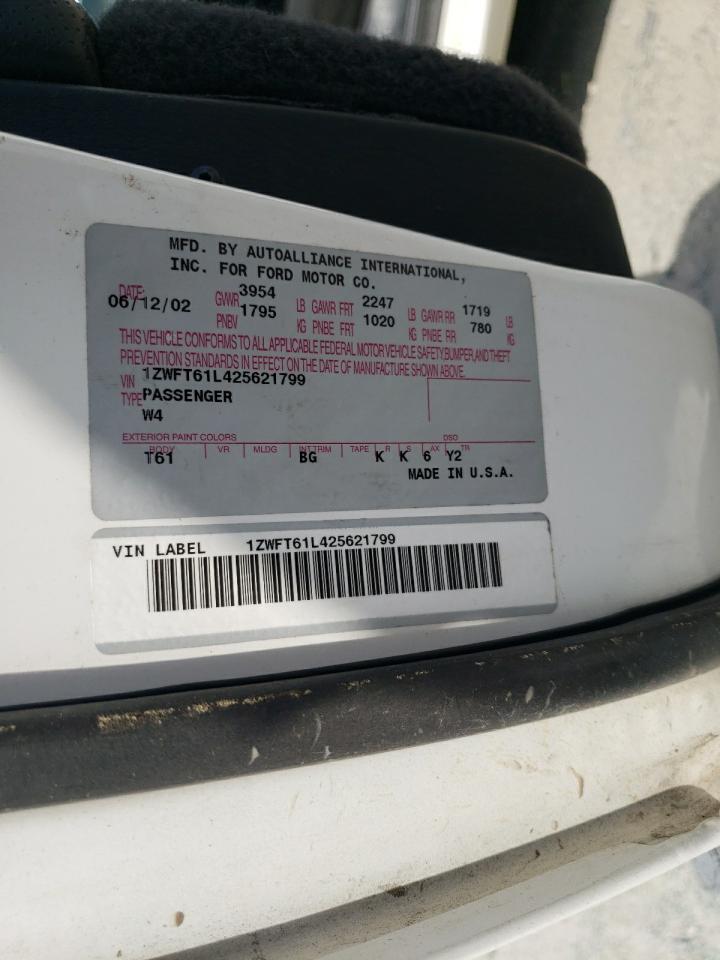 MFD. BY AUTOALLIANCE INTERNATIONAL,
INC. FOR FORD MOTOR CO.
DATE: 06/12/02 GVWR 3954 LB GAWR FRT 2247 LB GAWR RR 1719 LB
PNBV 1795 KG PNBE FRT 1020 KG PNBE RR 780 KG
THIS VEHICLE CONFORMS TO ALL APPLICABLE FEDERAL MOTOR VEHICLE SAFETY, BUMPER, AND THEFT
PREVENTION STANDARDS IN EFFECT ON THE DATE OF MANUFACTURE SHOWN ABOVE.
VIN 1ZWFT61L425621799
TYPE PASSENGER
W4
EXTERIOR PAINT COLORS DSO
BODY VR MLDG INT TRIM TAPE R S AX TR
T61 BG K K 6 Y2
MADE IN U.S.A.
VIN LABEL 1ZWFT61L425621799